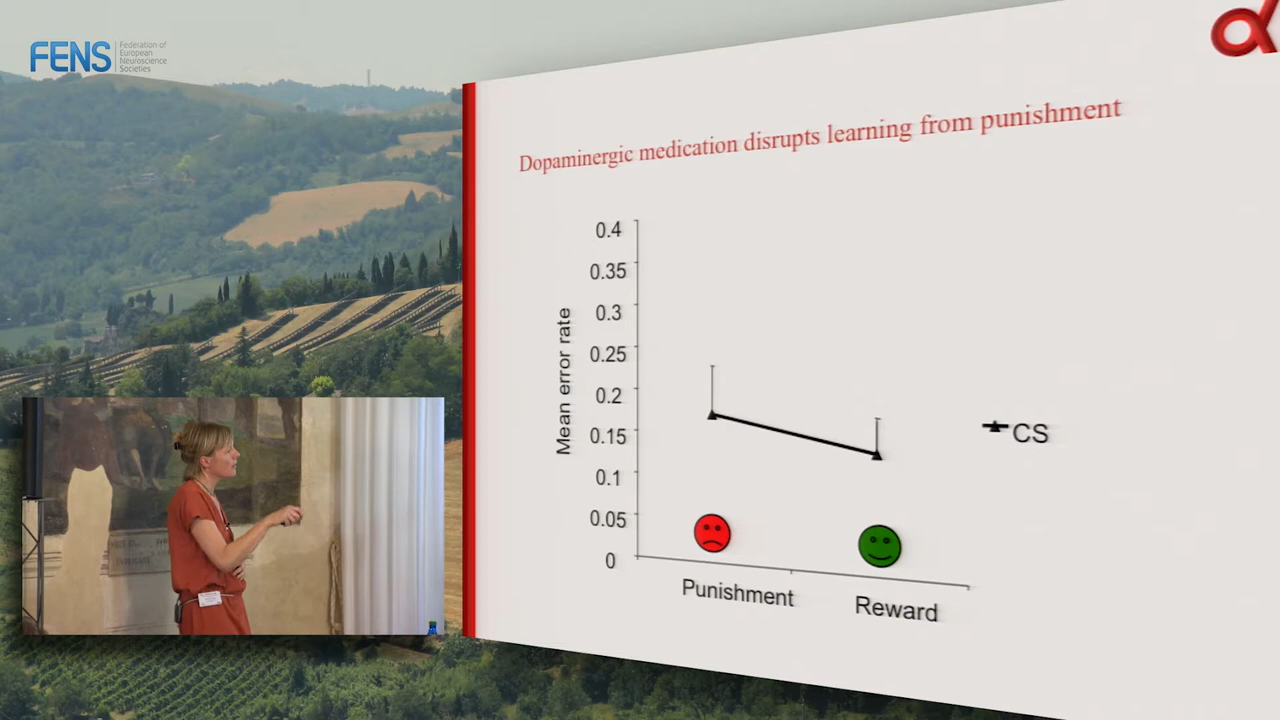 FENS
Federation of
European
Neuroscience
Societies
α
Dopaminergic medication disrupts learning from punishment
Mean error rate
0.4
0.35
0.3
0.25
0.2
0.15
0.1
0.05
0
Punishment
Reward
CS